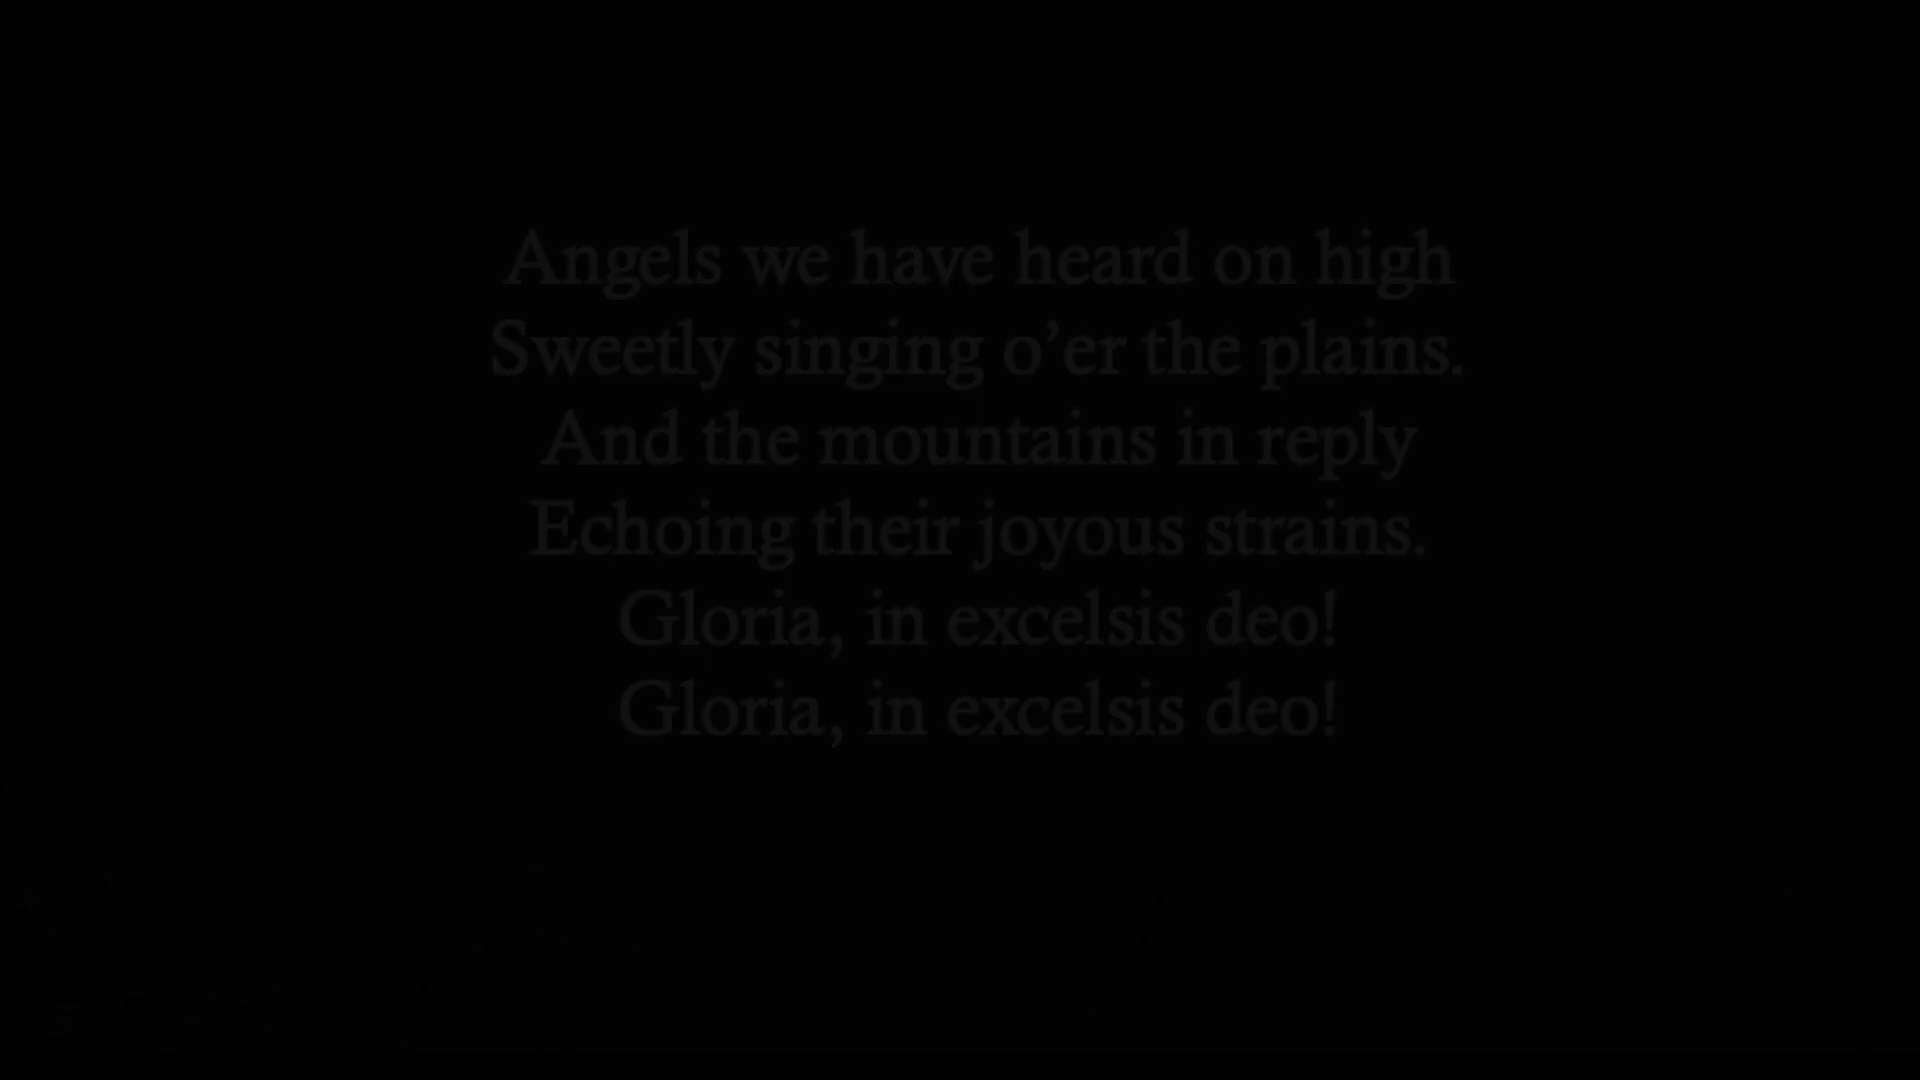 Angels we have heard on high
Sweetly singing o’er the plains.
And the mountains in reply
Echoing their joyous strains.
Gloria, in excelsis deo!
Gloria, in excelsis deo!